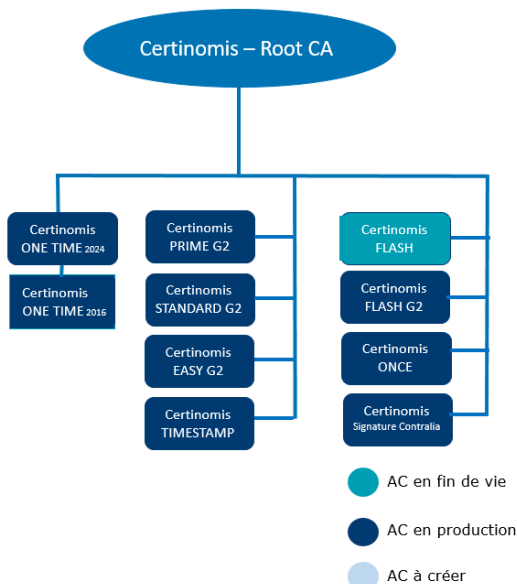 Certinomis – Root CA
Certinomis
ONE TIME 2024
Certinomis
ONE TIME 2016
Certinomis
PRIME G2
Certinomis
STANDARD G2
Certinomis
EASY G2
Certinomis
TIMESTAMP
Certinomis
FLASH
Certinomis
FLASH G2
Certinomis
ONCE
Certinomis
Signature Contralia
AC en fin de vie
AC en production
AC à créer